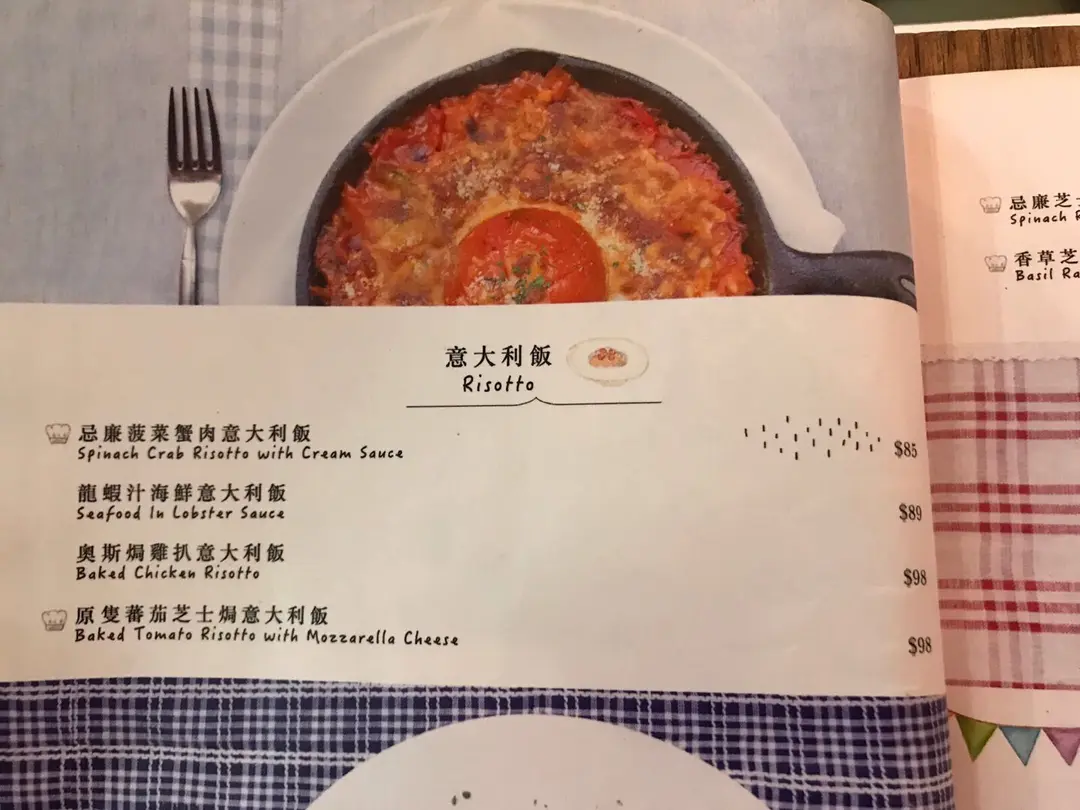 意大利飯
Risotto
忌廉菠菜蟹肉意大利飯
Spinach Crab Risotto with Cream Sauce
$85
龍蝦汁海鮮意大利飯
Seafood In Lobster Sauce
$89
奧斯焗雞扒意大利飯
Baked Chicken Risotto
$98
原隻蕃茄芝士焗意大利飯
Baked Tomato Risotto with Mozzarella Cheese
$98
忌廉芝
Spinach
香草芝
Basil Ra